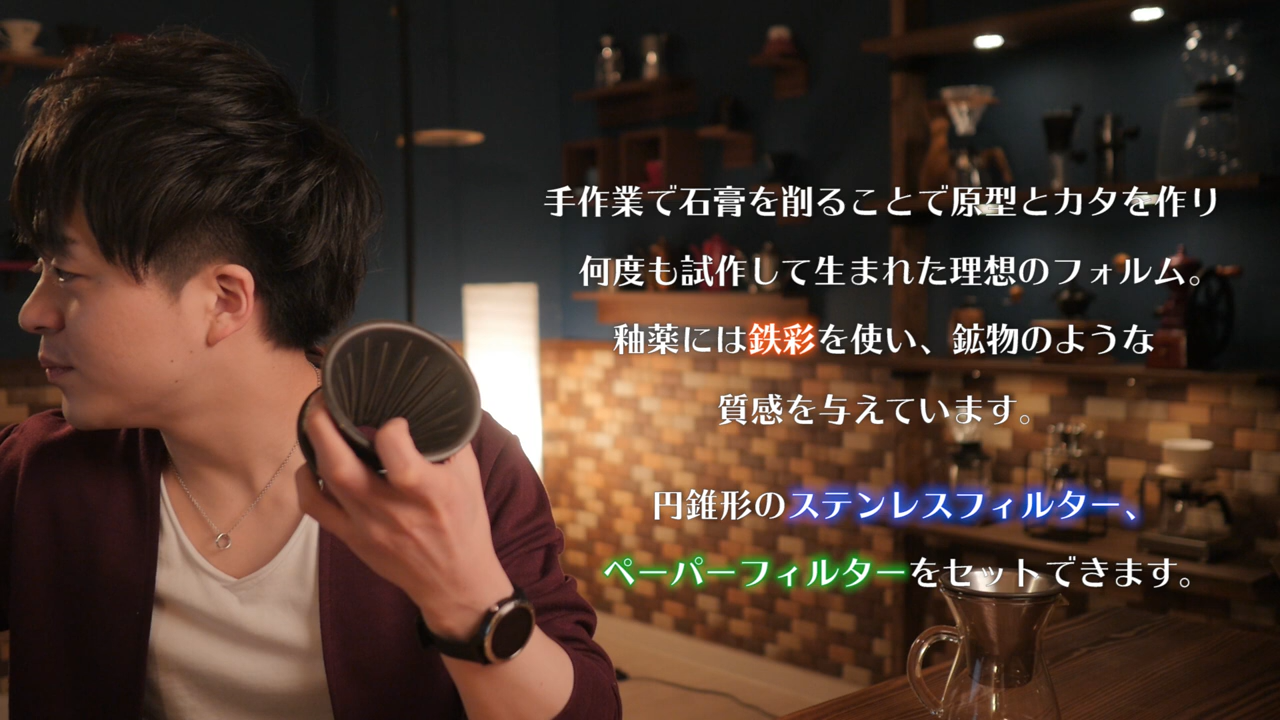 手作業で石膏を削ることで原型とカタを作り
何度も試作して生まれた理想のフォルム。
釉薬には鉄彩を使い、鉱物のような
質感を与えています。
円錐形のステンレスフィルター、
ペーパーフィルターをセットできます。